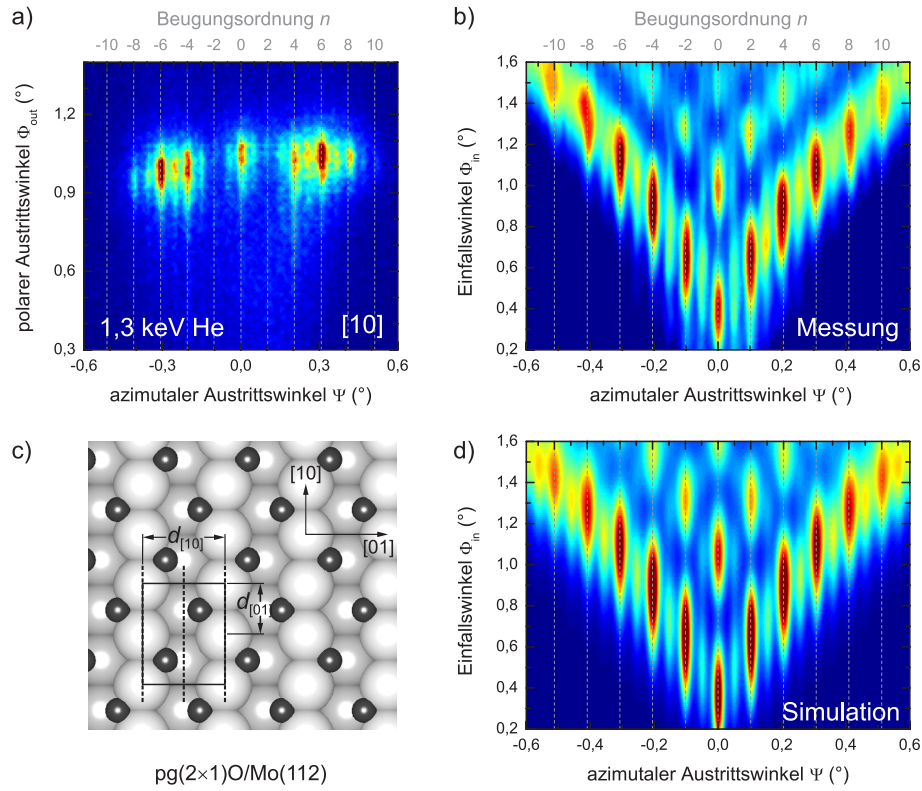 a)
Beugungsordnung n
-10 -8 -6 -4 -2 0 2 4 6 8 10
polarer Austrittswinkel Φout (°)
1.2
0.9
0.6
0.3
1,3 keV He
[10]
-0,6 -0,4 -0,2 0,0 0,2 0,4 0,6
azimutaler Austrittswinkel Ψ (°)
b)
Beugungsordnung n
-10 -8 -6 -4 -2 0 2 4 6 8 10
Einfallswinkel Φin (°)
1,6
1,4
1,2
1,0
0,8
0,6
0,4
0,2
Messung
-0,6 -0,4 -0,2 0,0 0,2 0,4 0,6
azimutaler Austrittswinkel Ψ (°)
c)
[10]
[01]
d[10]
d[01]
pg(2×1)O/Mo(112)
d)
Einfallswinkel Φin (°)
1,6
1,4
1,2
1,0
0,8
0,6
0,4
0,2
Simulation
-0,6 -0,4 -0,2 0,0 0,2 0,4 0,6
azimutaler Austrittswinkel Ψ (°)